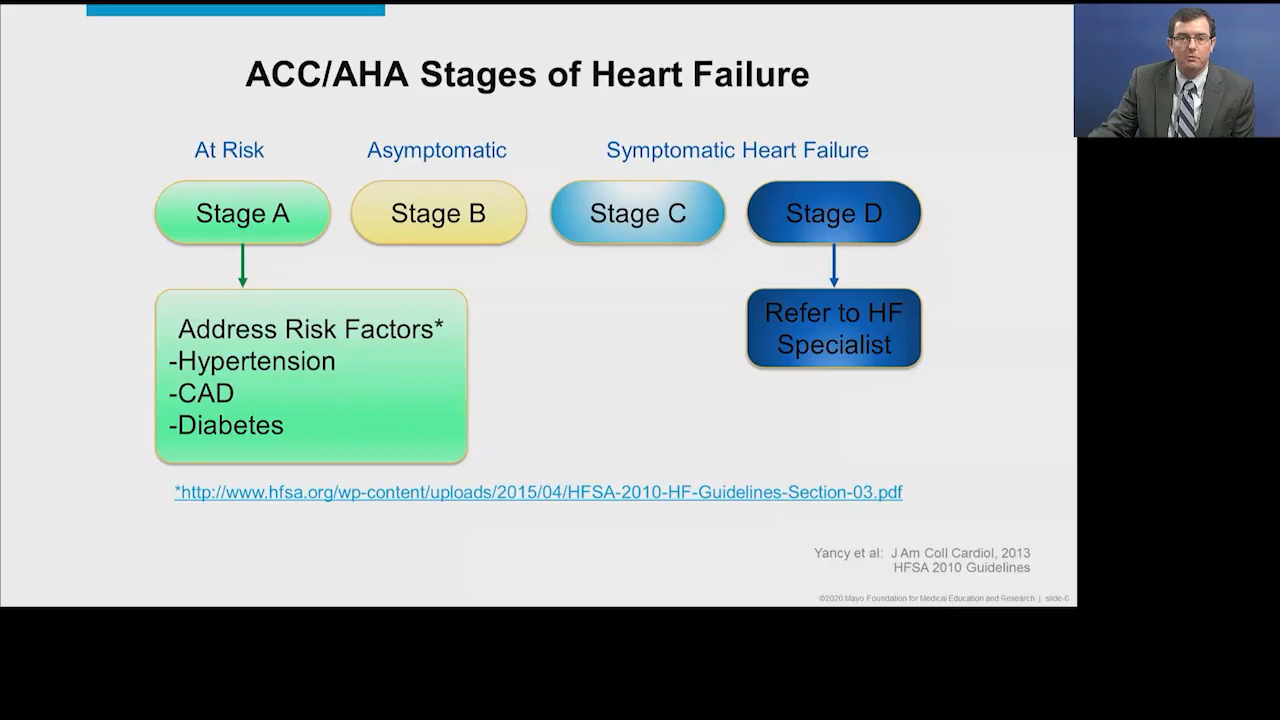 ACC/AHA Stages of Heart Failure
At Risk
Asymptomatic
Symptomatic Heart Failure
Stage A
Stage B
Stage C
Stage D
Address Risk Factors*
-Hypertension
-CAD
-Diabetes
Refer to HF
Specialist
*http://www.hfsa.org/wp-content/uploads/2015/04/HFSA-2010-HF-Guidelines-Section-03.pdf
Yancy et al: J Am Coll Cardiol, 2013
HFSA 2010 Guidelines
©2020 Mayo Foundation for Medical Education and Research | slide-6